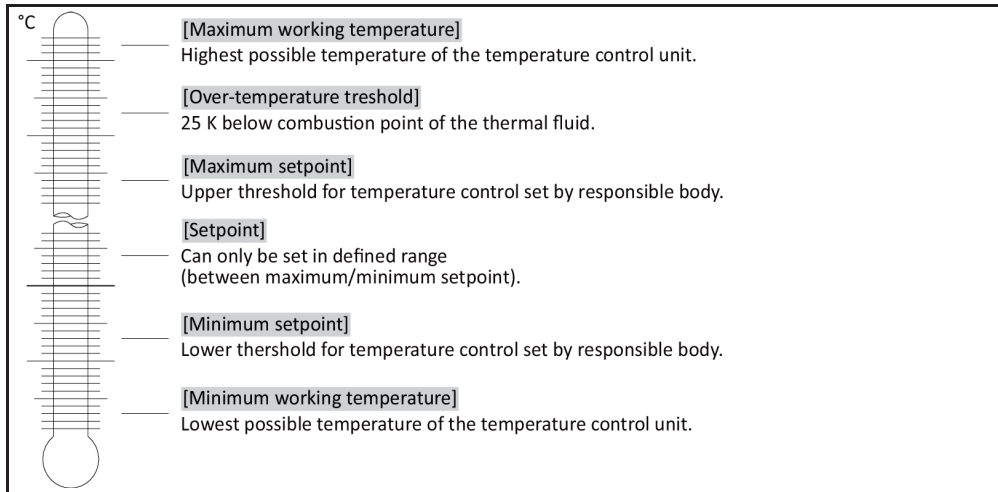 °C
[Maximum working temperature]
Highest possible temperature of the temperature control unit.
[Over-temperature treshold]
25 K below combustion point of the thermal fluid.
[Maximum setpoint]
Upper threshold for temperature control set by responsible body.
[Setpoint]
Can only be set in defined range
(between maximum/minimum setpoint).
[Minimum setpoint]
Lower thershold for temperature control set by responsible body.
[Minimum working temperature]
Lowest possible temperature of the temperature control unit.